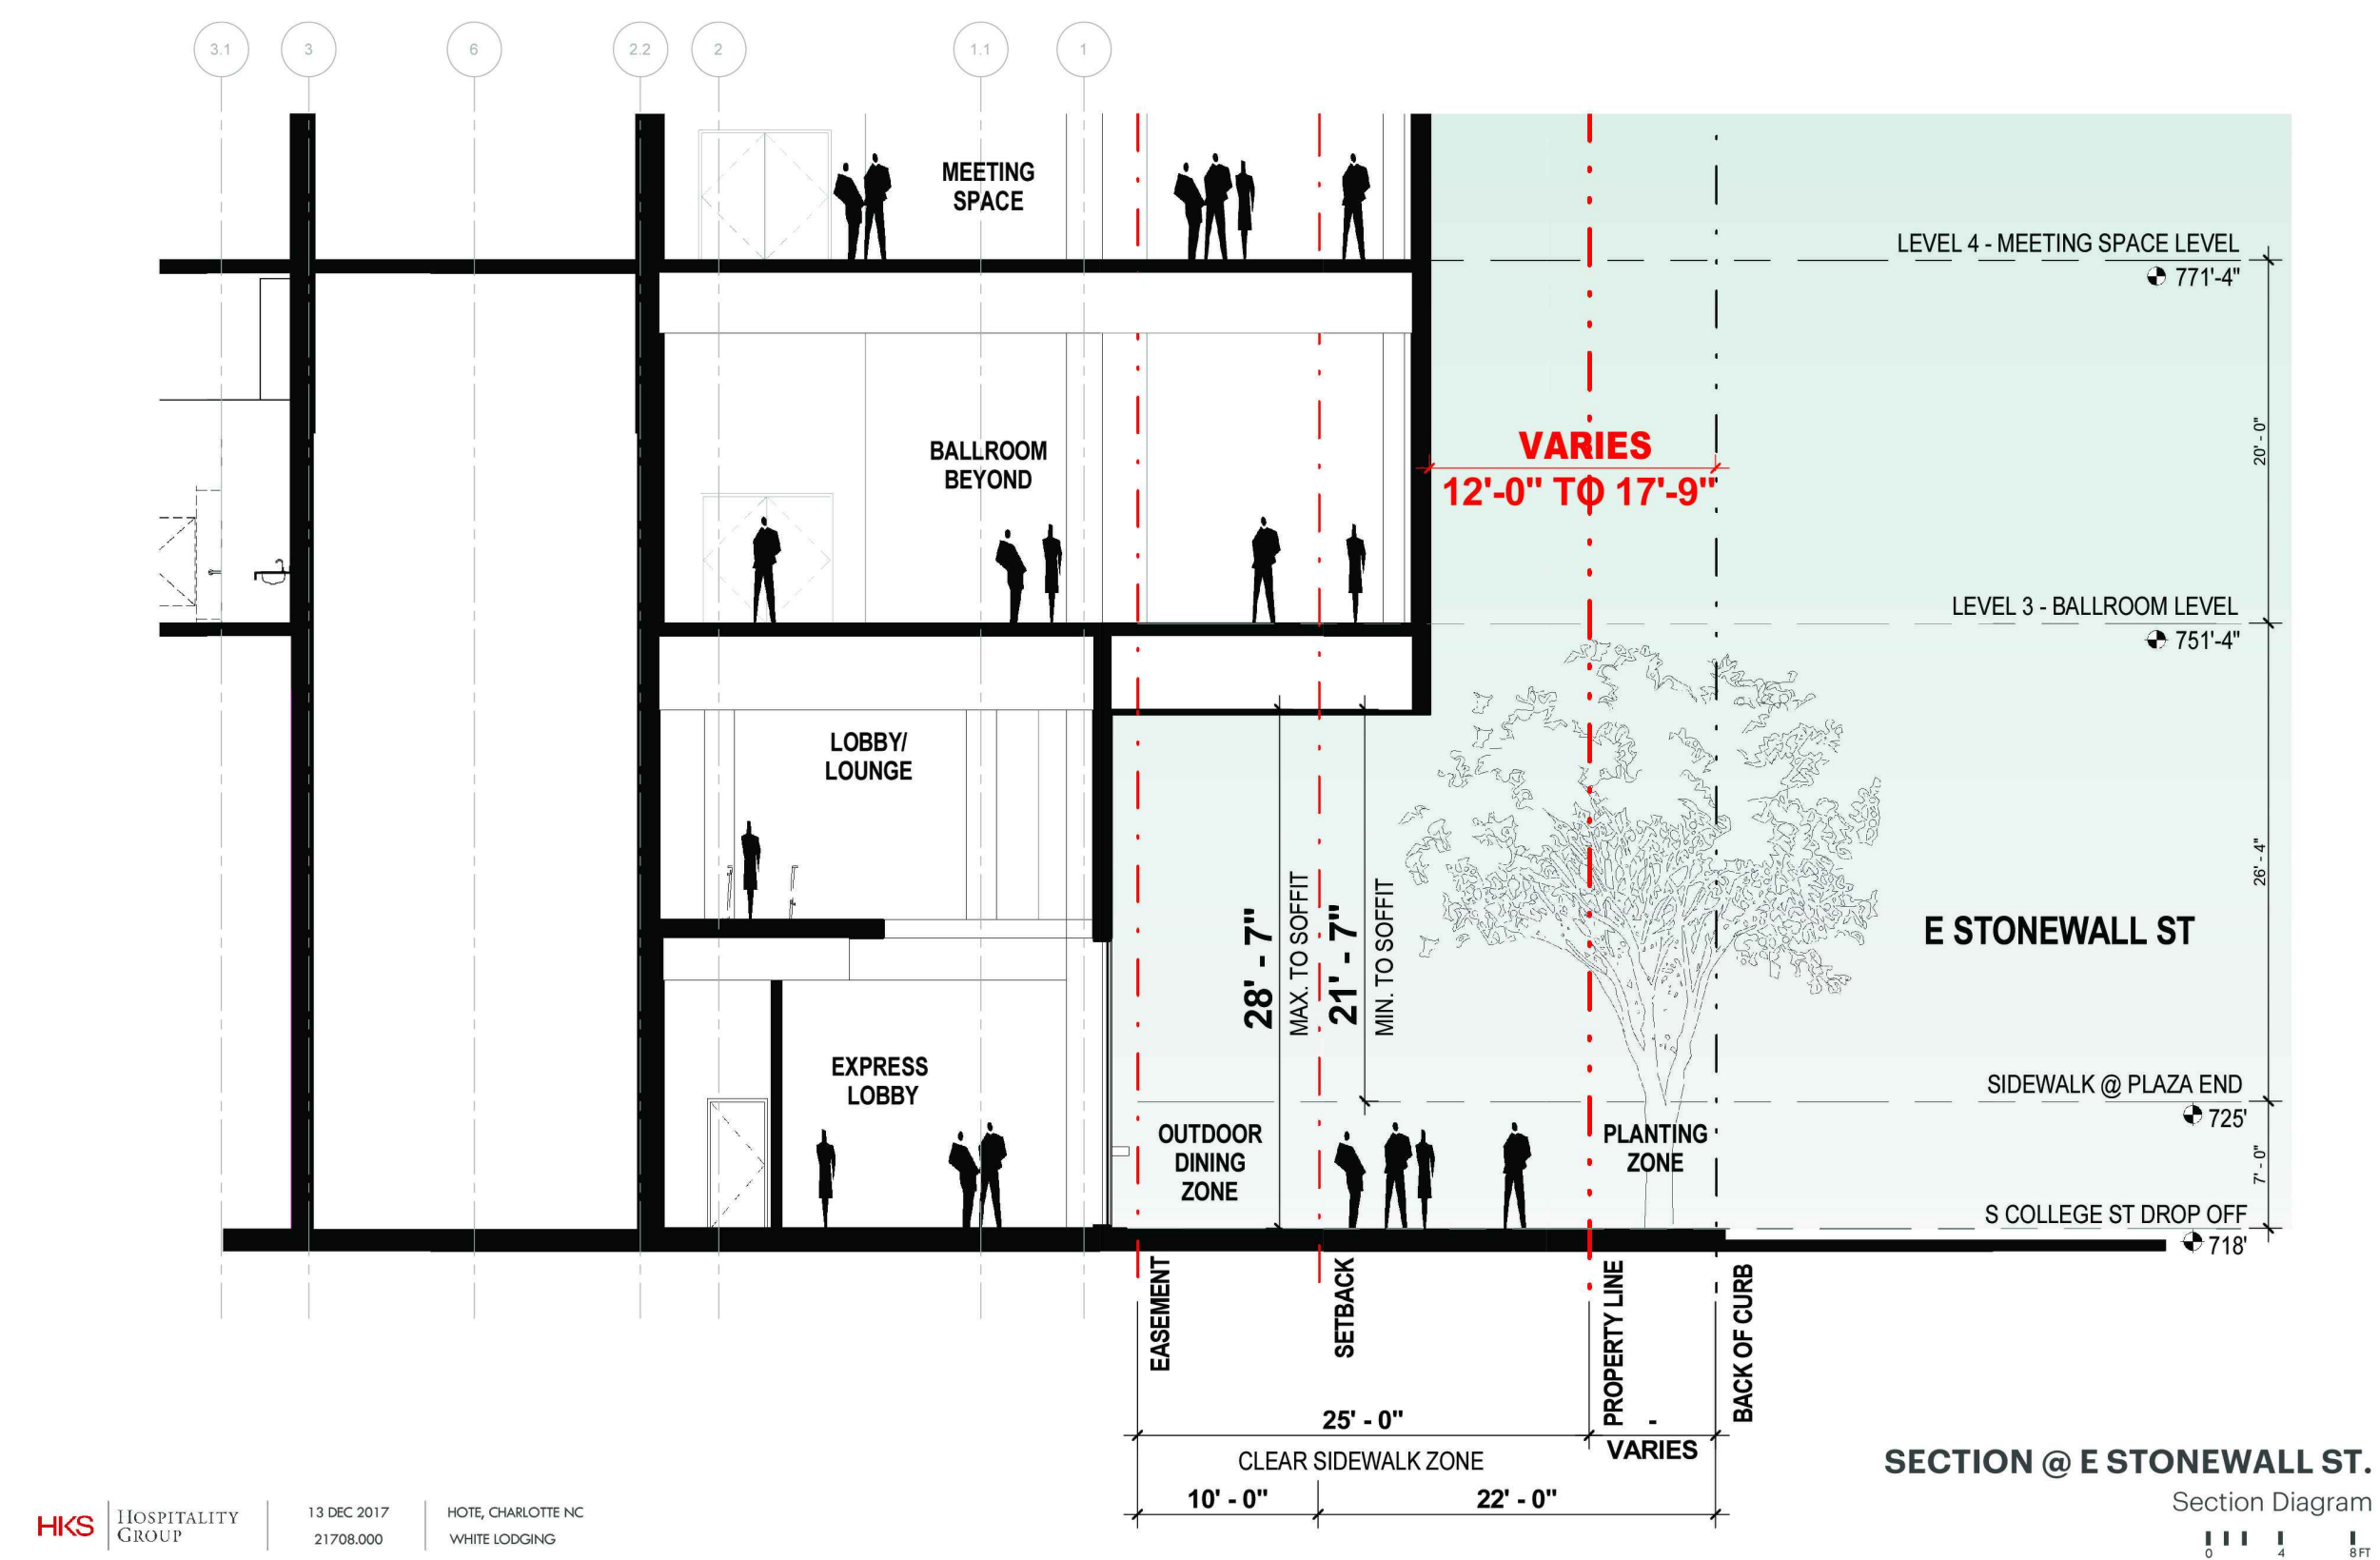 3.1
3
6
2.2
2
1.1
1
MEETING
SPACE
LEVEL 4 - MEETING SPACE LEVEL
771'-4"
20' - 0"
BALLROOM
BEYOND
VARIES
12'-0" TO 17'-9"
LEVEL 3 - BALLROOM LEVEL
751'-4"
LOBBY/
LOUNGE
28' - 7"
MAX. TO SOFFIT
21' - 7"
MIN. TO SOFFIT
26' - 4"
E STONEWALL ST
EXPRESS
LOBBY
SIDEWALK @ PLAZA END
725'
OUTDOOR
DINING
ZONE
PLANTING
ZONE
7' - 0"
S COLLEGE ST DROP OFF
718'
EASEMENT
SETBACK
PROPERTY LINE
BACK OF CURB
25' - 0"
-
VARIES
CLEAR SIDEWALK ZONE
10' - 0"
22' - 0"
SECTION @ E STONEWALL ST.
Section Diagram
0 4 8 FT
HKS
HOSPITALITY
GROUP
13 DEC 2017
21708.000
HOTE, CHARLOTTE NC
WHITE LODGING